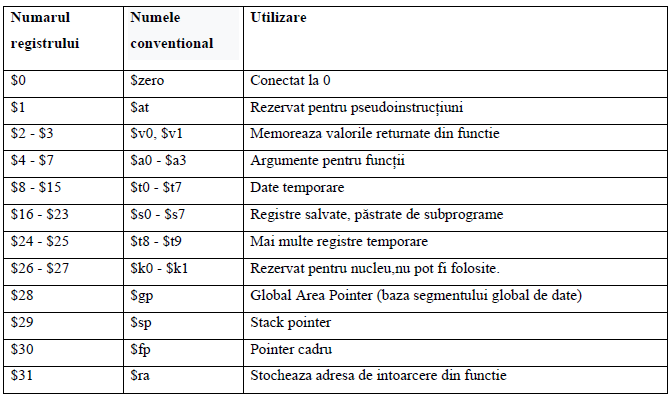 Numarul Numele Utilizare
registrului conventional
$0 $zero Conectat la 0
$1 $at Rezervat pentru pseudoinstrucțiuni
$2 - $3 $v0, $v1 Memoreaza valorile returnate din functie
$4 - $7 $a0 - $a3 Argumente pentru funcții
$8 - $15 $t0 - $t7 Date temporare
$16 - $23 $s0 - $s7 Registre salvate, păstrate de subprograme
$24 - $25 $t8 - $t9 Mai multe registre temporare
$26 - $27 $k0 - $k1 Rezervat pentru nucleu,nu pot fi folosite.
$28 $gp Global Area Pointer (baza segmentului global de date)
$29 $sp Stack pointer
$30 $fp Pointer cadru
$31 $ra Stocheaza adresa de intoarcere din functie